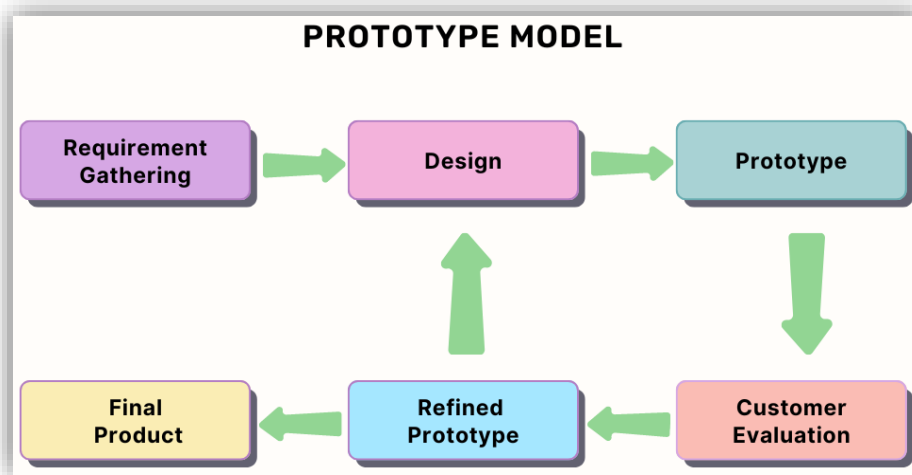 PROTOTYPE MODEL
Requirement
Gathering
Design
Prototype
Final
Product
Refined
Prototype
Customer
Evaluation